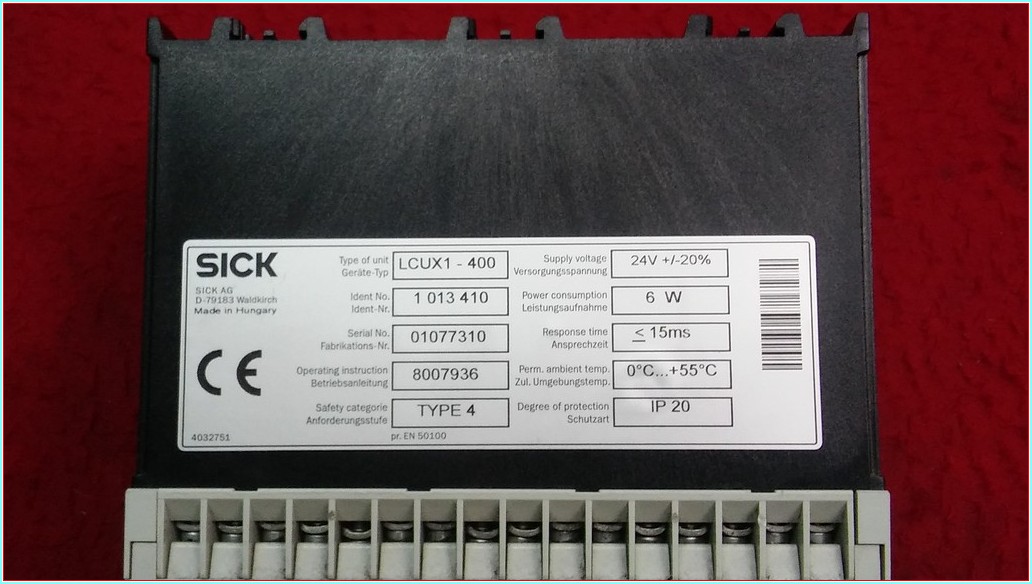 SICK
SICK AG
D-79183 Waldkirch
Made in Hungary
CE
4032751
Type of unit
Geräte-Typ
LCUX1 - 400
Ident No.
Ident-Nr.
1 013 410
Serial No.
Fabrikations-Nr.
01077310
Operating instruction
Betriebsanleitung
8007936
Safety categorie
Anforderungsstufe
TYPE 4
pr. EN 50100
Supply voltage
Versorgungsspannung
24V +/-20%
Power consumption
Leistungsaufnahme
6 W
Response time
Ansprechzeit
≤ 15ms
Perm. ambient temp.
Zul. Umgebungstemp.
0°C...+55°C
Degree of protection
Schutzart
IP 20